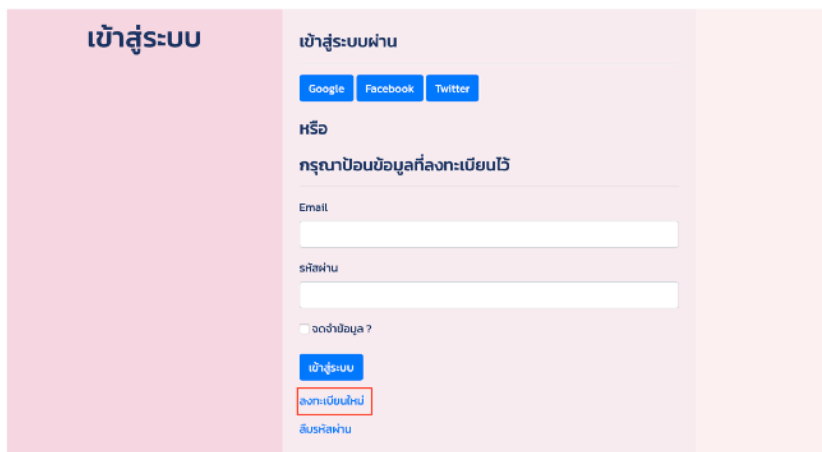 เข้าสู่ระบบ
เข้าสู่ระบบผ่าน
Google Facebook Twitter
หรือ
กรุณาป้อนข้อมูลที่ลงทะเบียนไว้
Email
รหัสผ่าน
จดจำข้อมูล ?
เข้าสู่ระบบ
ลงทะเบียนใหม่
ลืมรหัสผ่าน